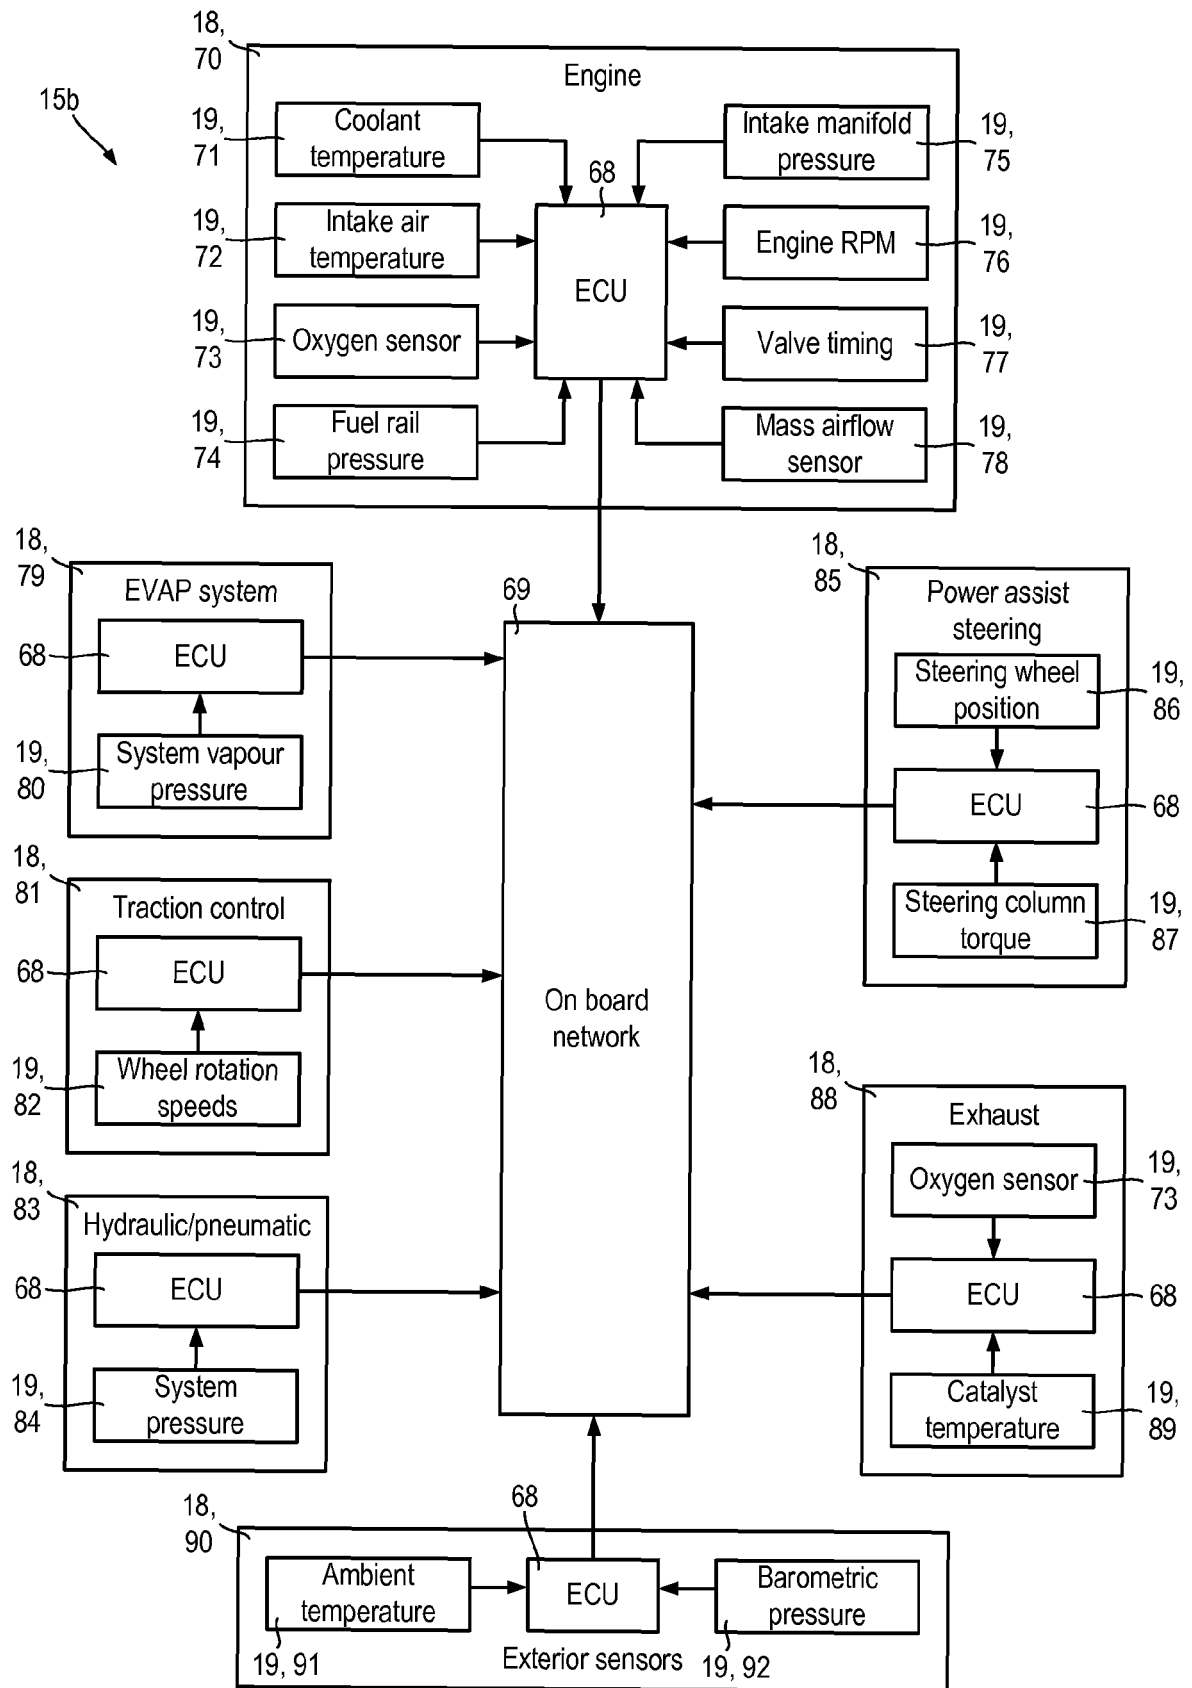 18,
70
Engine
15b
19,
71
Coolant
temperature
Intake manifold
pressure
19,
75
68
19,
72
Intake air
temperature
ECU
Engine RPM
19,
76
19,
73
Oxygen sensor
Valve timing
19,
77
19,
74
Fuel rail
pressure
Mass airflow
sensor
19,
78
18,
79
EVAP system
68
ECU
19,
80
System vapour
pressure
18,
81
Traction control
68
ECU
19,
82
Wheel rotation
speeds
18,
83
Hydraulic/pneumatic
68
ECU
19,
84
System
pressure
69
On board
network
18,
85
Power assist
steering
Steering wheel
position
19,
86
ECU
68
Steering column
torque
19,
87
18,
88
Exhaust
Oxygen sensor
19,
73
ECU
68
Catalyst
temperature
19,
89
18,
90
68
Ambient
temperature
ECU
Barometric
pressure
19, 91
Exterior sensors
19, 92